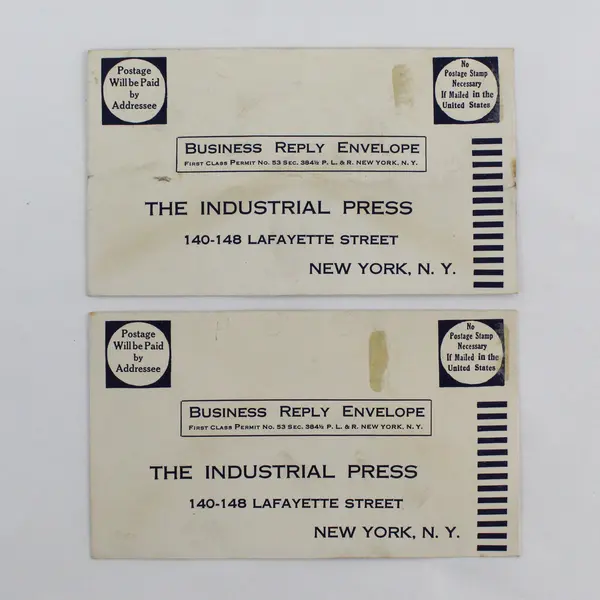 Postage
Will be Paid
by
Addressee
No
Postage Stamp
Necessary
If Mailed in the
United States
BUSINESS REPLY ENVELOPE
FIRST CLASS PERMIT NO. 53 SEC. 384½ P. L. & R. NEW YORK, N. Y.
THE INDUSTRIAL PRESS
140-148 LAFAYETTE STREET
NEW YORK, N. Y.
Postage
Will be Paid
by
Addressee
No
Postage Stamp
Necessary
If Mailed in the
United States
BUSINESS REPLY ENVELOPE
FIRST CLASS PERMIT NO. 53 SEC. 384½ P. L. & R. NEW YORK, N. Y.
THE INDUSTRIAL PRESS
140-148 LAFAYETTE STREET
NEW YORK, N. Y.